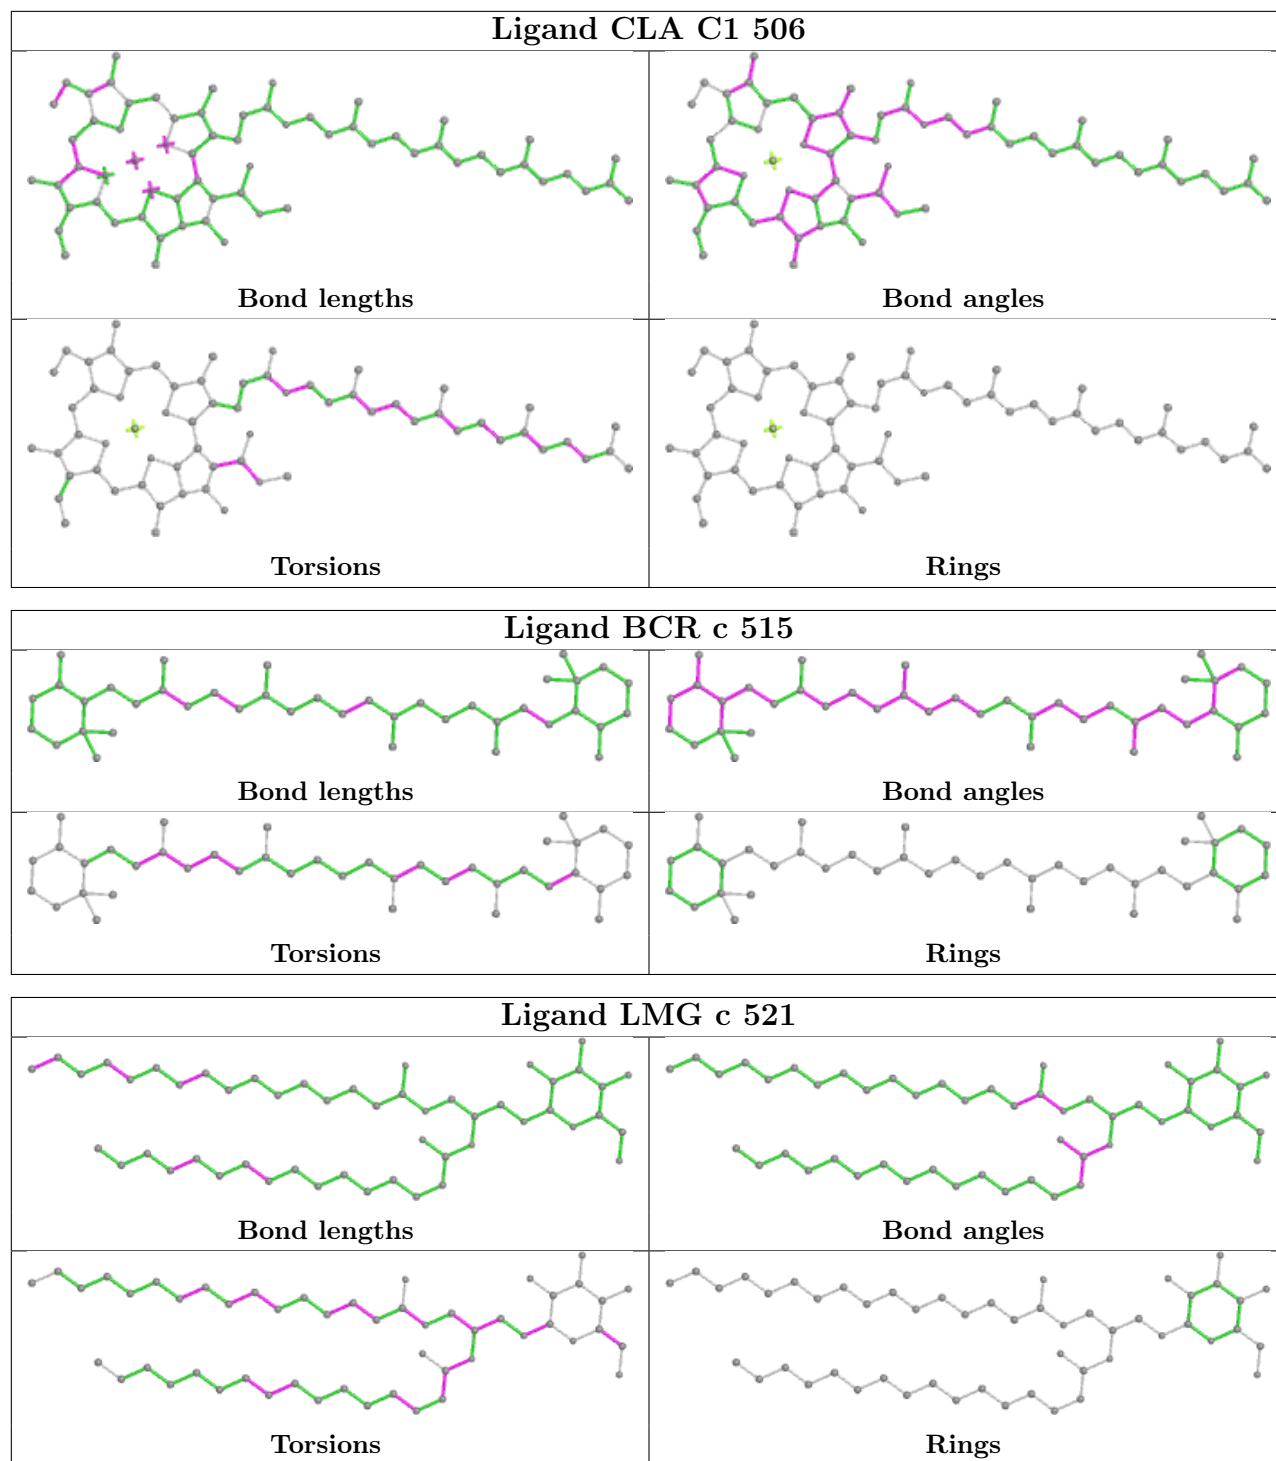 Ligand CLA C1 506
Bond lengths
Bond angles
Torsions
Rings
Ligand BCR c 515
Bond lengths
Bond angles
Torsions
Rings
Ligand LMG c 521
Bond lengths
Bond angles
Torsions
Rings